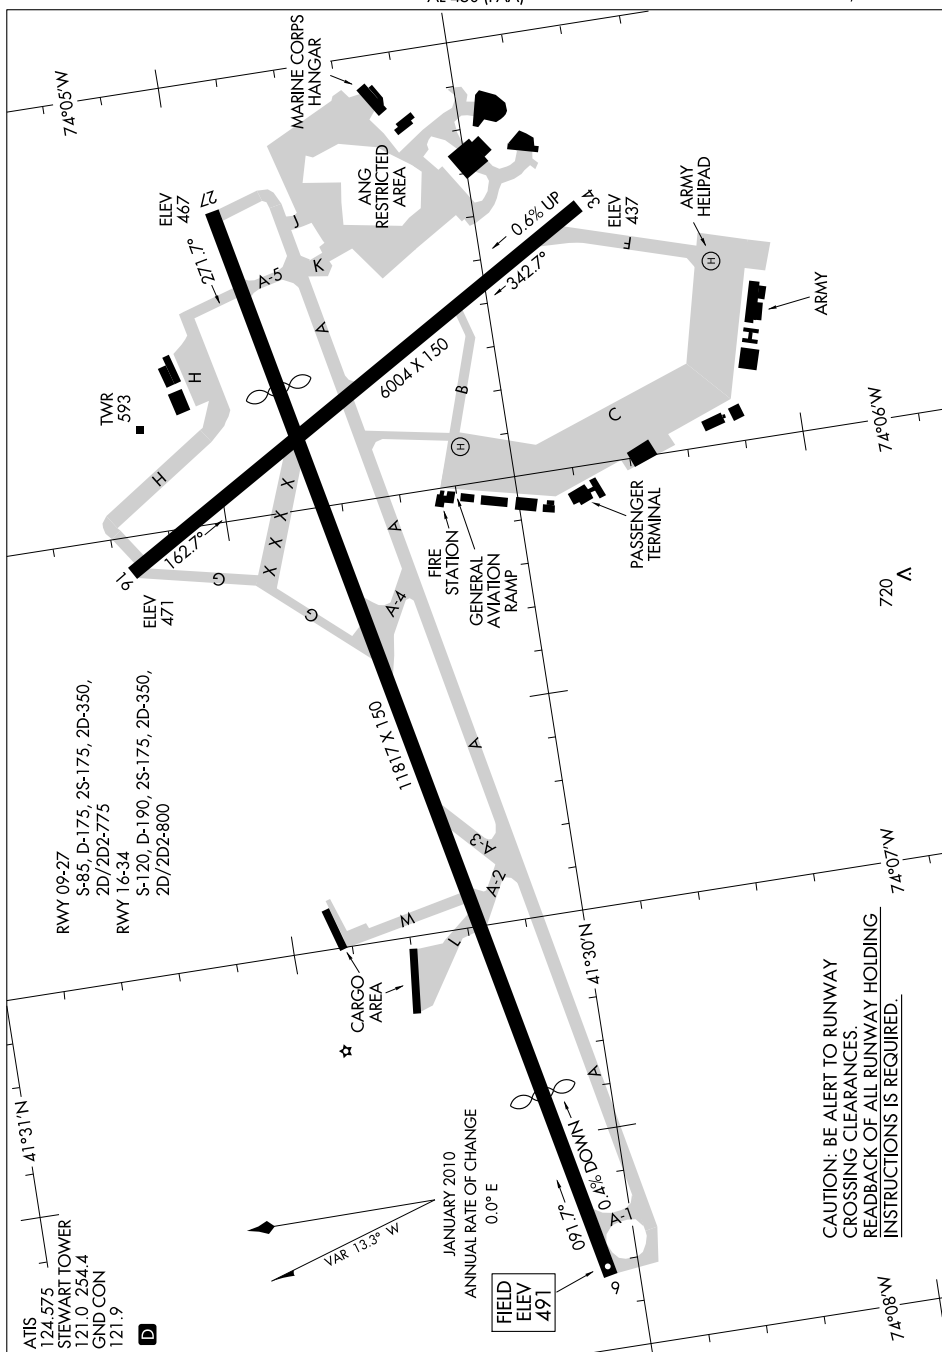 AL-450 (FAA)
ATIS
124.575
STEWART TOWER
121.0 254.4
GND CON
121.9
D
41°31'N
74°05'W
RWY 09-27
S-85, D-175, 2S-175, 2D-350,
2D/2D2-775
RWY 16-34
S-120, D-190, 2S-175, 2D-350,
2D/2D2-800
MARINE CORPS
HANGAR
ANG
RESTRICTED
AREA
ELEV
467
27
271.7°
TWR
593
H
H
A-5
K
J
A
16
162.7°
ELEV
471
G
G
X X X X
A-4
A
6004 X 150
342.7°
0.6% UP
34
ELEV
437
F
ARMY
HELIPAD
H
ARMY
B
H
C
FIRE
STATION
GENERAL
AVIATION
RAMP
PASSENGER
TERMINAL
74°06'W
720
11817 X 150
A
A-3
A-2
M
L
CARGO
AREA
41°30'N
74°07'W
A
A-1
0.4% DOWN
091.7°
9
FIELD
ELEV
491
VAR 13.3° W
JANUARY 2010
ANNUAL RATE OF CHANGE
0.0° E
CAUTION: BE ALERT TO RUNWAY
CROSSING CLEARANCES.
READBACK OF ALL RUNWAY HOLDING
INSTRUCTIONS IS REQUIRED.
74°08'W